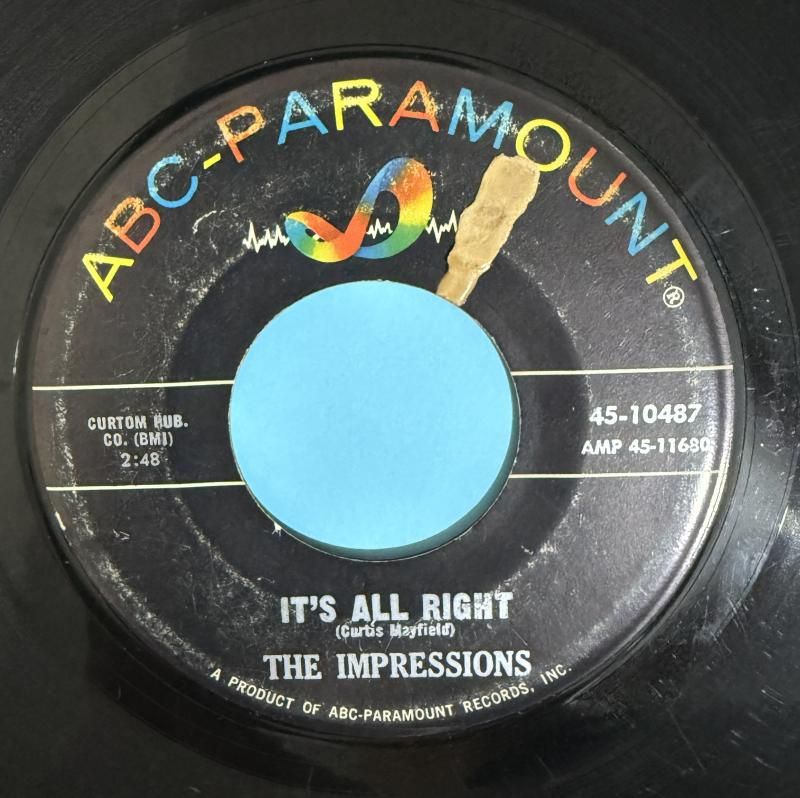 ABC-PARAMOUNT®
CURTOM PUB.
CO. (BMI)
2:48
45-10487
AMP 45-11680
IT'S ALL RIGHT
(Curtis Mayfield)
THE IMPRESSIONS
A PRODUCT OF ABC-PARAMOUNT RECORDS, INC.